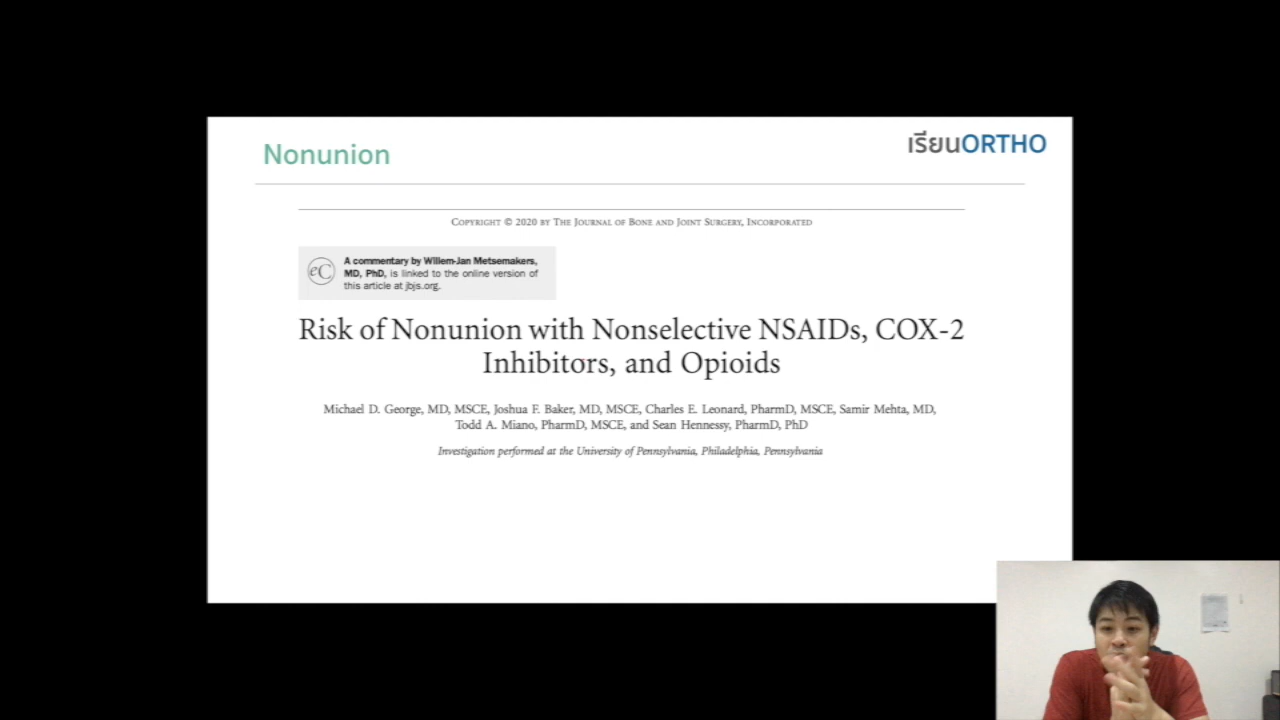 Nonunion
เรียนORTHO
COPYRIGHT © 2020 BY THE JOURNAL OF BONE AND JOINT SURGERY, INCORPORATED
eC
A commentary by Willem-Jan Metsemakers,
MD, PhD, is linked to the online version of
this article at jbjs.org.
Risk of Nonunion with Nonselective NSAIDs, COX-2
Inhibitors, and Opioids
Michael D. George, MD, MSCE, Joshua F. Baker, MD, MSCE, Charles E. Leonard, PharmD, MSCE, Samir Mehta, MD,
Todd A. Miano, PharmD, MSCE, and Sean Hennessy, PharmD, PhD
Investigation performed at the University of Pennsylvania, Philadelphia, Pennsylvania